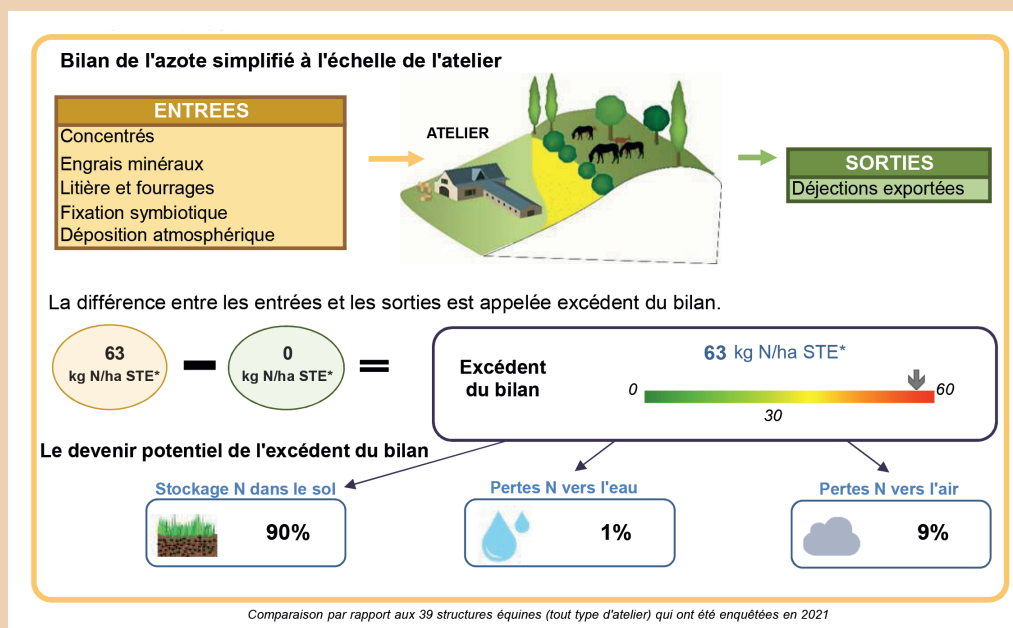 Bilan de l'azote simplifié à l'échelle de l'atelier
ENTREES
Concentrés
Engrais minéraux
Litière et fourrages
Fixation symbiotique
Déposition atmosphérique
ATELIER
SORTIES
Déjections exportées
La différence entre les entrées et les sorties est appelée excédent du bilan.
63
kg N/ha STE*
0
kg N/ha STE*
Excédent
du bilan
63 kg N/ha STE*
0
60
30
Le devenir potentiel de l'excédent du bilan
Stockage N dans le sol
90%
Pertes N vers l'eau
1%
Pertes N vers l'air
9%
Comparaison par rapport aux 39 structures équines (tout type d'atelier) qui ont été enquêtées en 2021